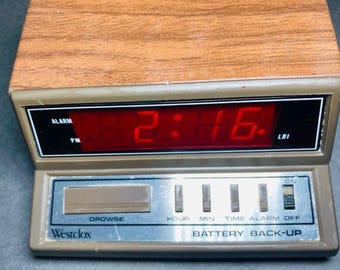 ALARM
2:16
PM
LBI
ON
DROWSE
HOUR MIN TIME ALARM OFF
Westclox BATTERY BACK-UP